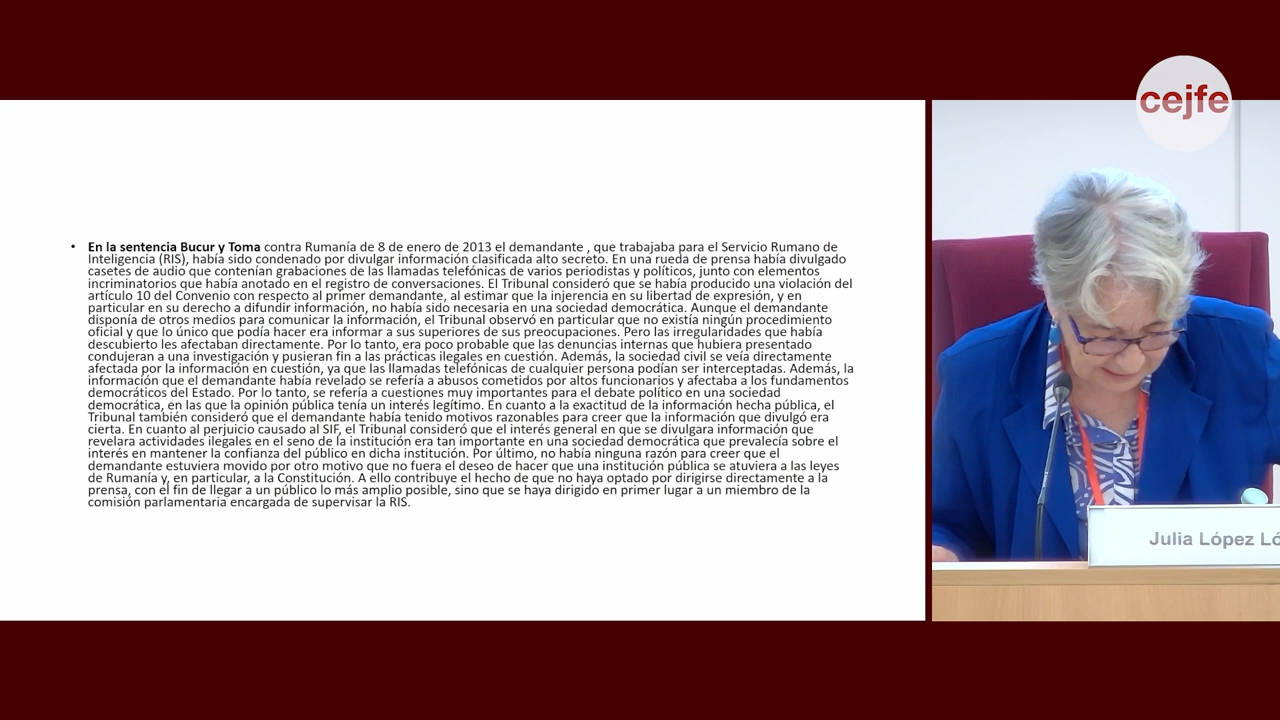 cejfe
• En la sentencia Bucur y Toma contra Rumanía de 8 de enero de 2013 el demandante , que trabajaba para el Servicio Rumano de
Inteligencia (RIS), había sido condenado por divulgar información clasificada alto secreto. En una rueda de prensa había divulgado
casetes de audio que contenían grabaciones de las llamadas telefónicas de varios periodistas y políticos, junto con elementos
incriminatorios que había anotado en el registro de conversaciones. El Tribunal consideró que se había producido una violación del
artículo 10 del Convenio con respecto al primer demandante, al estimar que la injerencia en su libertad de expresión, y en
particular en su derecho a difundir información, no había sido necesaria en una sociedad democrática. Aunque el demandante
disponía de otros medios para comunicar la información, el Tribunal observó en particular que no existía ningún procedimiento
oficial y que lo único que podía hacer era informar a sus superiores de sus preocupaciones. Pero las irregularidades que había
descubierto les afectaban directamente. Por lo tanto, era poco probable que las denuncias internas que hubiera presentado
condujeran a una investigación y pusieran fin a las prácticas ilegales en cuestión. Además, la sociedad civil se veía directamente
afectada por la información en cuestión, ya que las llamadas telefónicas de cualquier persona podían ser interceptadas. Además, la
información que el demandante había revelado se refería a abusos cometidos por altos funcionarios y afectaba a los fundamentos
democráticos del Estado. Por lo tanto, se refería a cuestiones muy importantes para el debate político en una sociedad
democrática, en las que la opinión pública tenía un interés legítimo. En cuanto a la exactitud de la información hecha pública, el
Tribunal también consideró que el demandante había tenido motivos razonables para creer que la información que divulgó era
cierta. En cuanto al perjuicio causado al SIF, el Tribunal consideró que el interés general en que se divulgara información que
revelara actividades ilegales en el seno de la institución era tan importante en una sociedad democrática que prevalecía sobre el
interés en mantener la confianza del público en dicha institución. Por último, no había ninguna razón para creer que el
demandante estuviera movido por otro motivo que no fuera el deseo de hacer que una institución pública se atuviera a las leyes
de Rumanía y, en particular, a la Constitución. A ello contribuye el hecho de que no haya optado por dirigirse directamente a la
prensa, con el fin de llegar a un público lo más amplio posible, sino que se haya dirigido en primer lugar a un miembro de la
comisión parlamentaria encargada de supervisar la RIS.
Julia López Ló